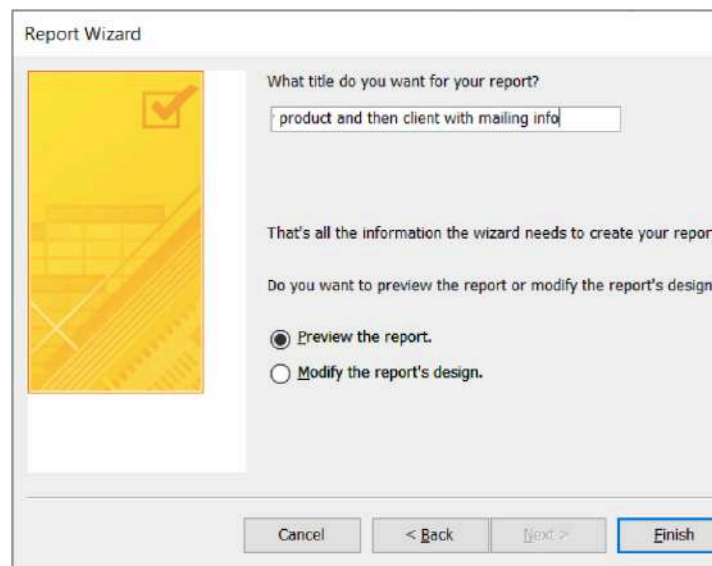 Report Wizard
What title do you want for your report?
product and then client with mailing info
That's all the information the wizard needs to create your repor
Do you want to preview the report or modify the report's design
Preview the report.
Modify the report's design.
Cancel
< Back
Next >
Finish